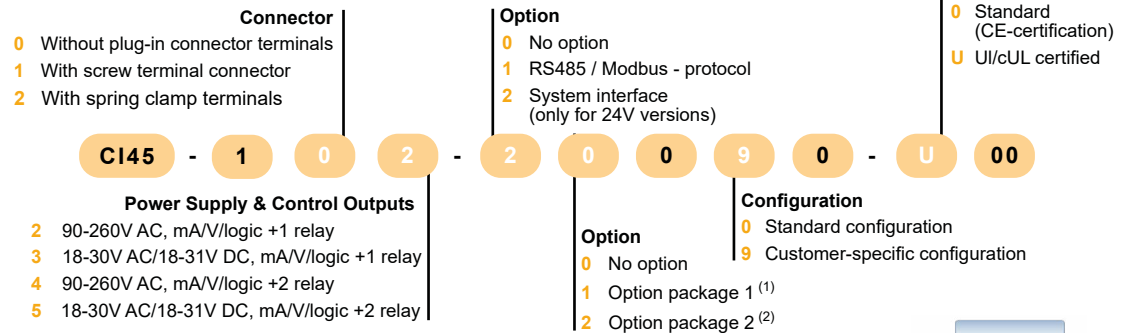 Connector
0 Without plug-in connector terminals
1 With screw terminal connector
2 With spring clamp terminals
Option
0 No option
1 RS485 / Modbus - protocol
2 System interface
(only for 24V versions)
0 Standard
(CE-certification)
U Ul/cUL certified
CI45 - 1 0 2 - 2 0 0 9 0 - U 00
Power Supply & Control Outputs
2 90-260V AC, mA/V/logic +1 relay
3 18-30V AC/18-31V DC, mA/V/logic +1 relay
4 90-260V AC, mA/V/logic +2 relay
5 18-30V AC/18-31V DC, mA/V/logic +2 relay
Option
0 No option
1 Option package 1 (1)
2 Option package 2 (2)
Configuration
0 Standard configuration
9 Customer-specific configuration